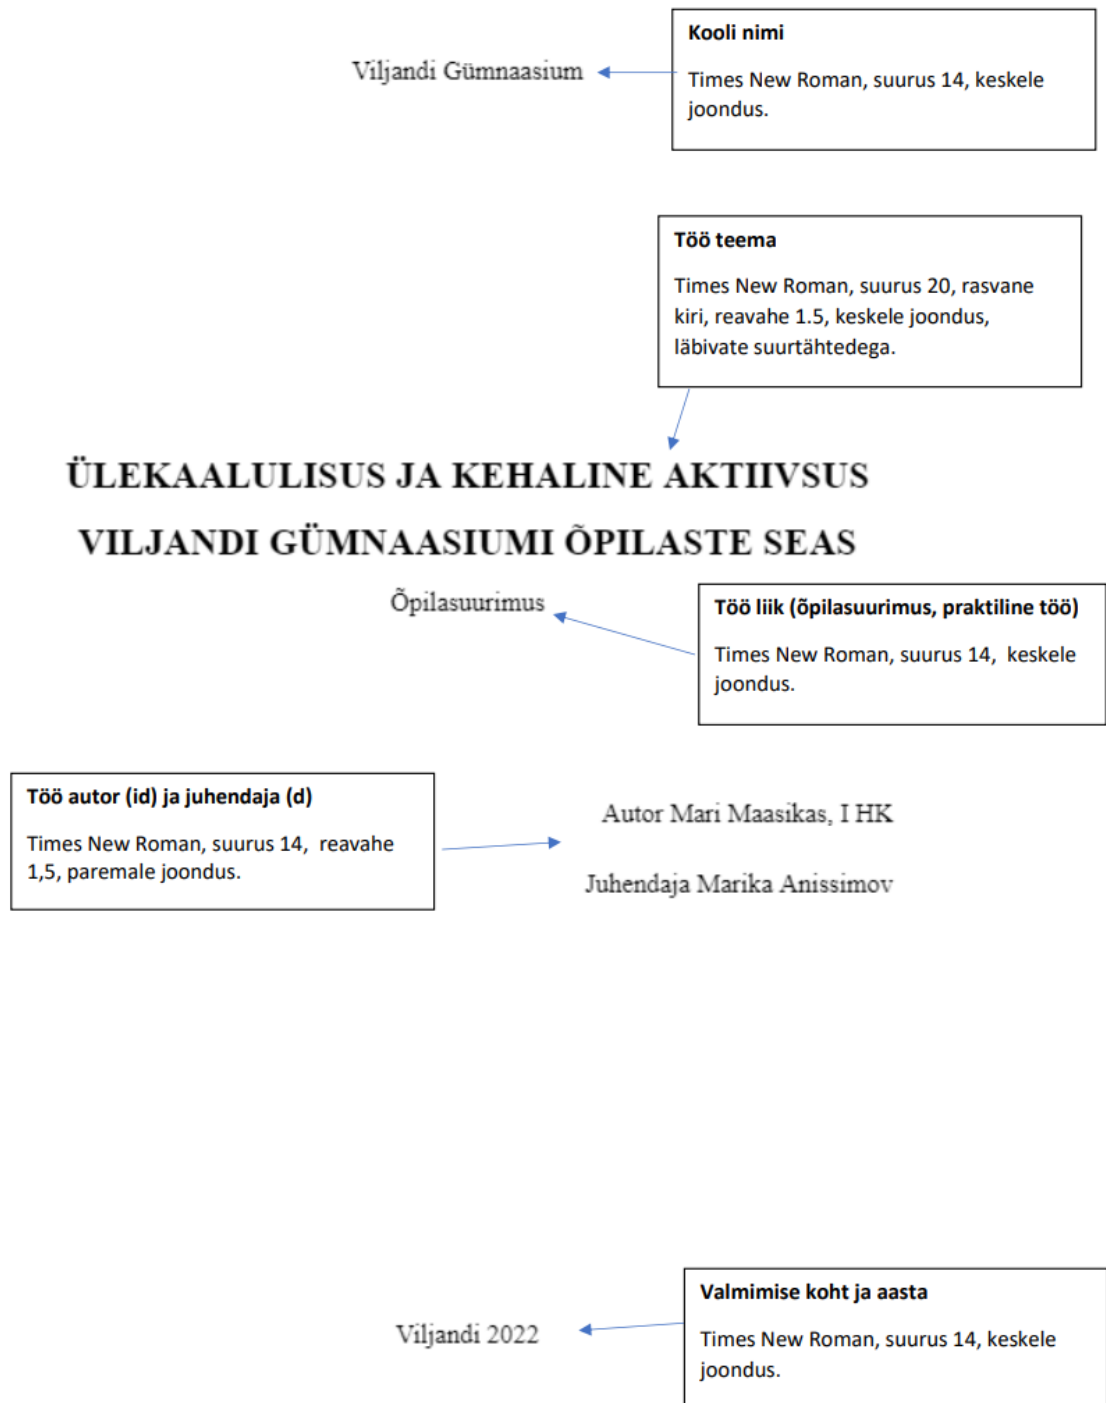 Kooli nimi
Viljandi Gümnaasium
Times New Roman, suurus 14, keskele
joondus.
Töö teema
Times New Roman, suurus 20, rasvane
kiri, reavahe 1.5, keskele joondus,
läbivate suurtähtedega.
ÜLEKAALULISUS JA KEHALINE AKTIIVSUS
VILJANDI GÜMNAASIUMI ÕPILASTE SEAS
Õpilasuurimus
Töö liik (õpilasuurimus, praktiline töö)
Times New Roman, suurus 14, keskele
joondus.
Töö autor (id) ja juhendaja (d)
Times New Roman, suurus 14, reavahe
1,5, paremale joondus.
Autor Mari Maasikas, I HK
Juhendaja Marika Anissimov
Valmimise koht ja aasta
Viljandi 2022
Times New Roman, suurus 14, keskele
joondus.